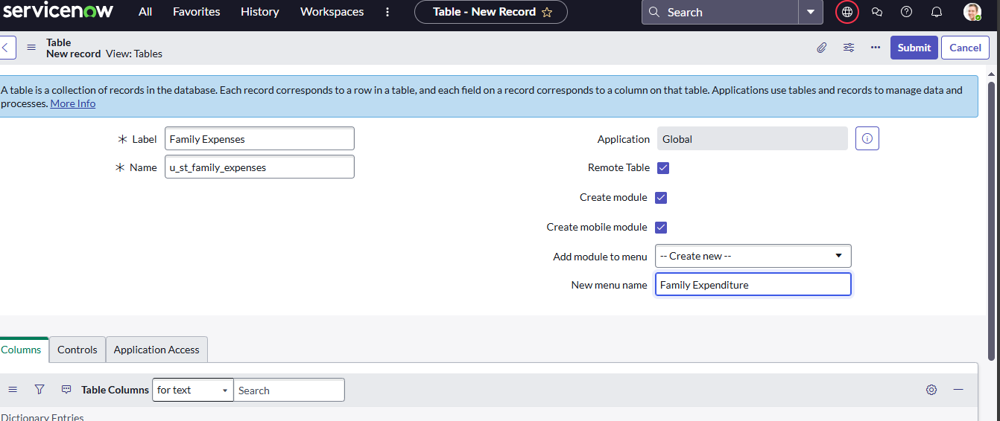 servicenow All Favorites History Workspaces Table - New Record Search
Table
New record View: Tables
Submit Cancel
A table is a collection of records in the database. Each record corresponds to a row in a table, and each field on a record corresponds to a column on that table. Applications use tables and records to manage data and
processes. More Info
Label Family Expenses
Application Global
Name u_st_family_expenses
Remote Table
Create module
Create mobile module
Add module to menu -- Create new --
New menu name Family Expenditure
Columns Controls Application Access
Table Columns for text Search
Dictionary Entries